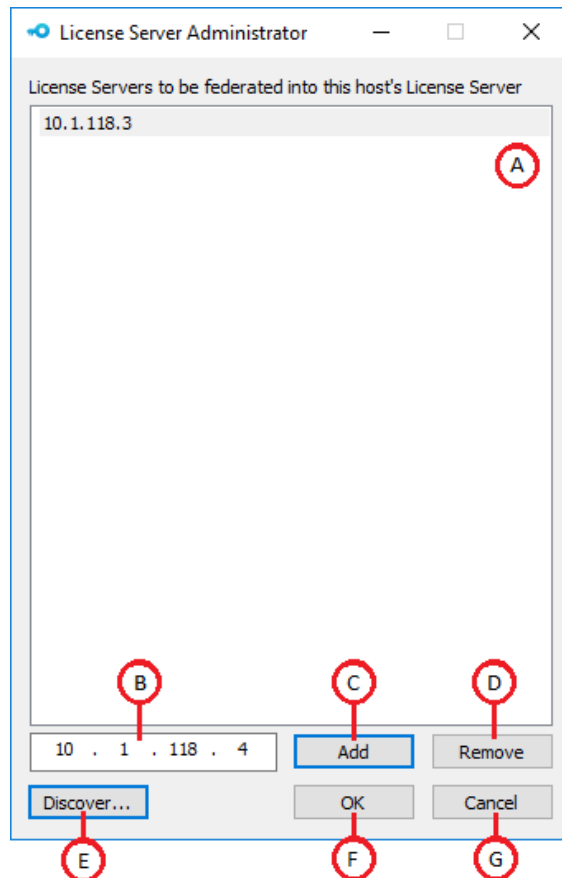 License Server Administrator
License Servers to be federated into this host's License Server
10.1.118.3
A
B
C
D
10 . 1 . 118 . 4
Add
Remove
Discover...
OK
Cancel
E
F
G